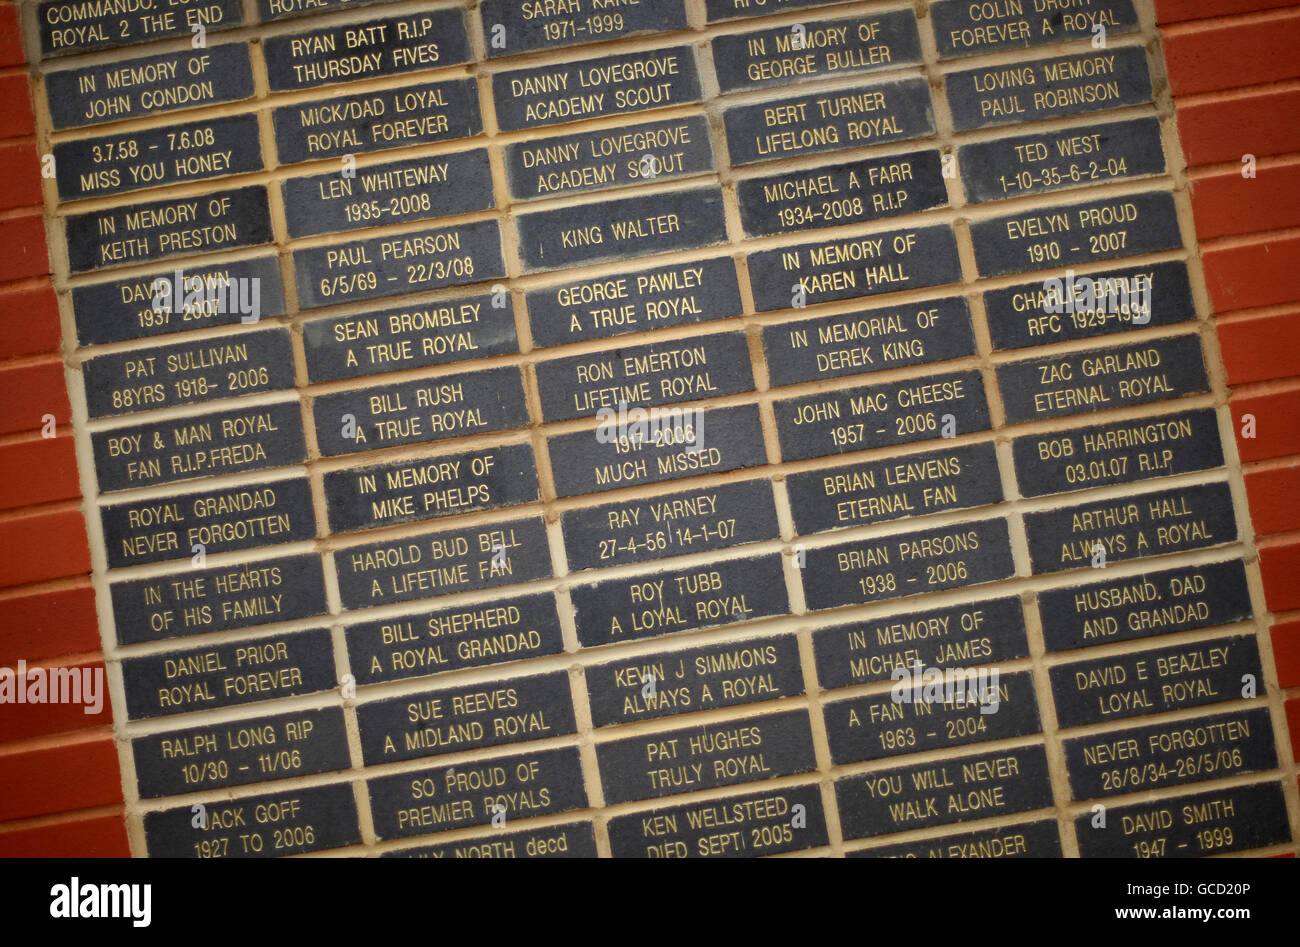 ROYAL 2 THE END
IN MEMORY OF
JOHN CONDON
3.7.58 - 7.6.08
MISS YOU HONEY
IN MEMORY OF
KEITH PRESTON
DAVID TOWN
1937 2007
PAT SULLIVAN
88YRS 1918- 2006
BOY & MAN ROYAL
FAN R.I.P.FREDA
ROYAL GRANDAD
NEVER FORGOTTEN
IN THE HEARTS
OF HIS FAMILY
DANIEL PRIOR
ROYAL FOREVER
RALPH LONG RIP
10/30 - 11/06
JACK GOFF
1927 TO 2006
RYAN BATT R.I.P
THURSDAY FIVES
MICK/DAD LOYAL
ROYAL FOREVER
LEN WHITEWAY
1935-2008
PAUL PEARSON
6/5/69 - 22/3/08
SEAN BROMBLEY
A TRUE ROYAL
BILL RUSH
A TRUE ROYAL
IN MEMORY OF
MIKE PHELPS
HAROLD BUD BELL
A LIFETIME FAN
BILL SHEPHERD
A ROYAL GRANDAD
SUE REEVES
A MIDLAND ROYAL
SO PROUD OF
PREMIER ROYALS
NORTH decd
SARAH KANE
1971-1999
DANNY LOVEGROVE
ACADEMY SCOUT
DANNY LOVEGROVE
ACADEMY SCOUT
KING WALTER
GEORGE PAWLEY
A TRUE ROYAL
RON EMERTON
LIFETIME ROYAL
1917-2006
MUCH MISSED
RAY VARNEY
27-4-56 14-1-07
ROY TUBB
A LOYAL ROYAL
KEVIN J SIMMONS
ALWAYS A ROYAL
PAT HUGHES
TRULY ROYAL
KEN WELLSTEED
DIED SEPT 2005
IN MEMORY OF
GEORGE BULLER
BERT TURNER
LIFELONG ROYAL
MICHAEL A FARR
1934-2008 R.I.P
IN MEMORY OF
KAREN HALL
IN MEMORIAL OF
DEREK KING
JOHN MAC CHEESE
1957 - 2006
BRIAN LEAVENS
ETERNAL FAN
BRIAN PARSONS
1938 - 2006
IN MEMORY OF
MICHAEL JAMES
A FAN IN HEAVEN
1963 - 2004
YOU WILL NEVER
WALK ALONE
ALEXANDER
COLIN DROTT
FOREVER A ROYAL
LOVING MEMORY
PAUL ROBINSON
TED WEST
1-10-35-6-2-04
EVELYN PROUD
1910 - 2007
CHARLIE BARLEY
RFC 1929-1994
ZAC GARLAND
ETERNAL ROYAL
BOB HARRINGTON
03.01.07 R.I.P
ARTHUR HALL
ALWAYS A ROYAL
HUSBAND, DAD
AND GRANDAD
DAVID E BEAZLEY
LOYAL ROYAL
NEVER FORGOTTEN
26/8/34-26/5/06
DAVID SMITH
1947 - 1999
alamy stock photo
GCD20P
www.alamy.com